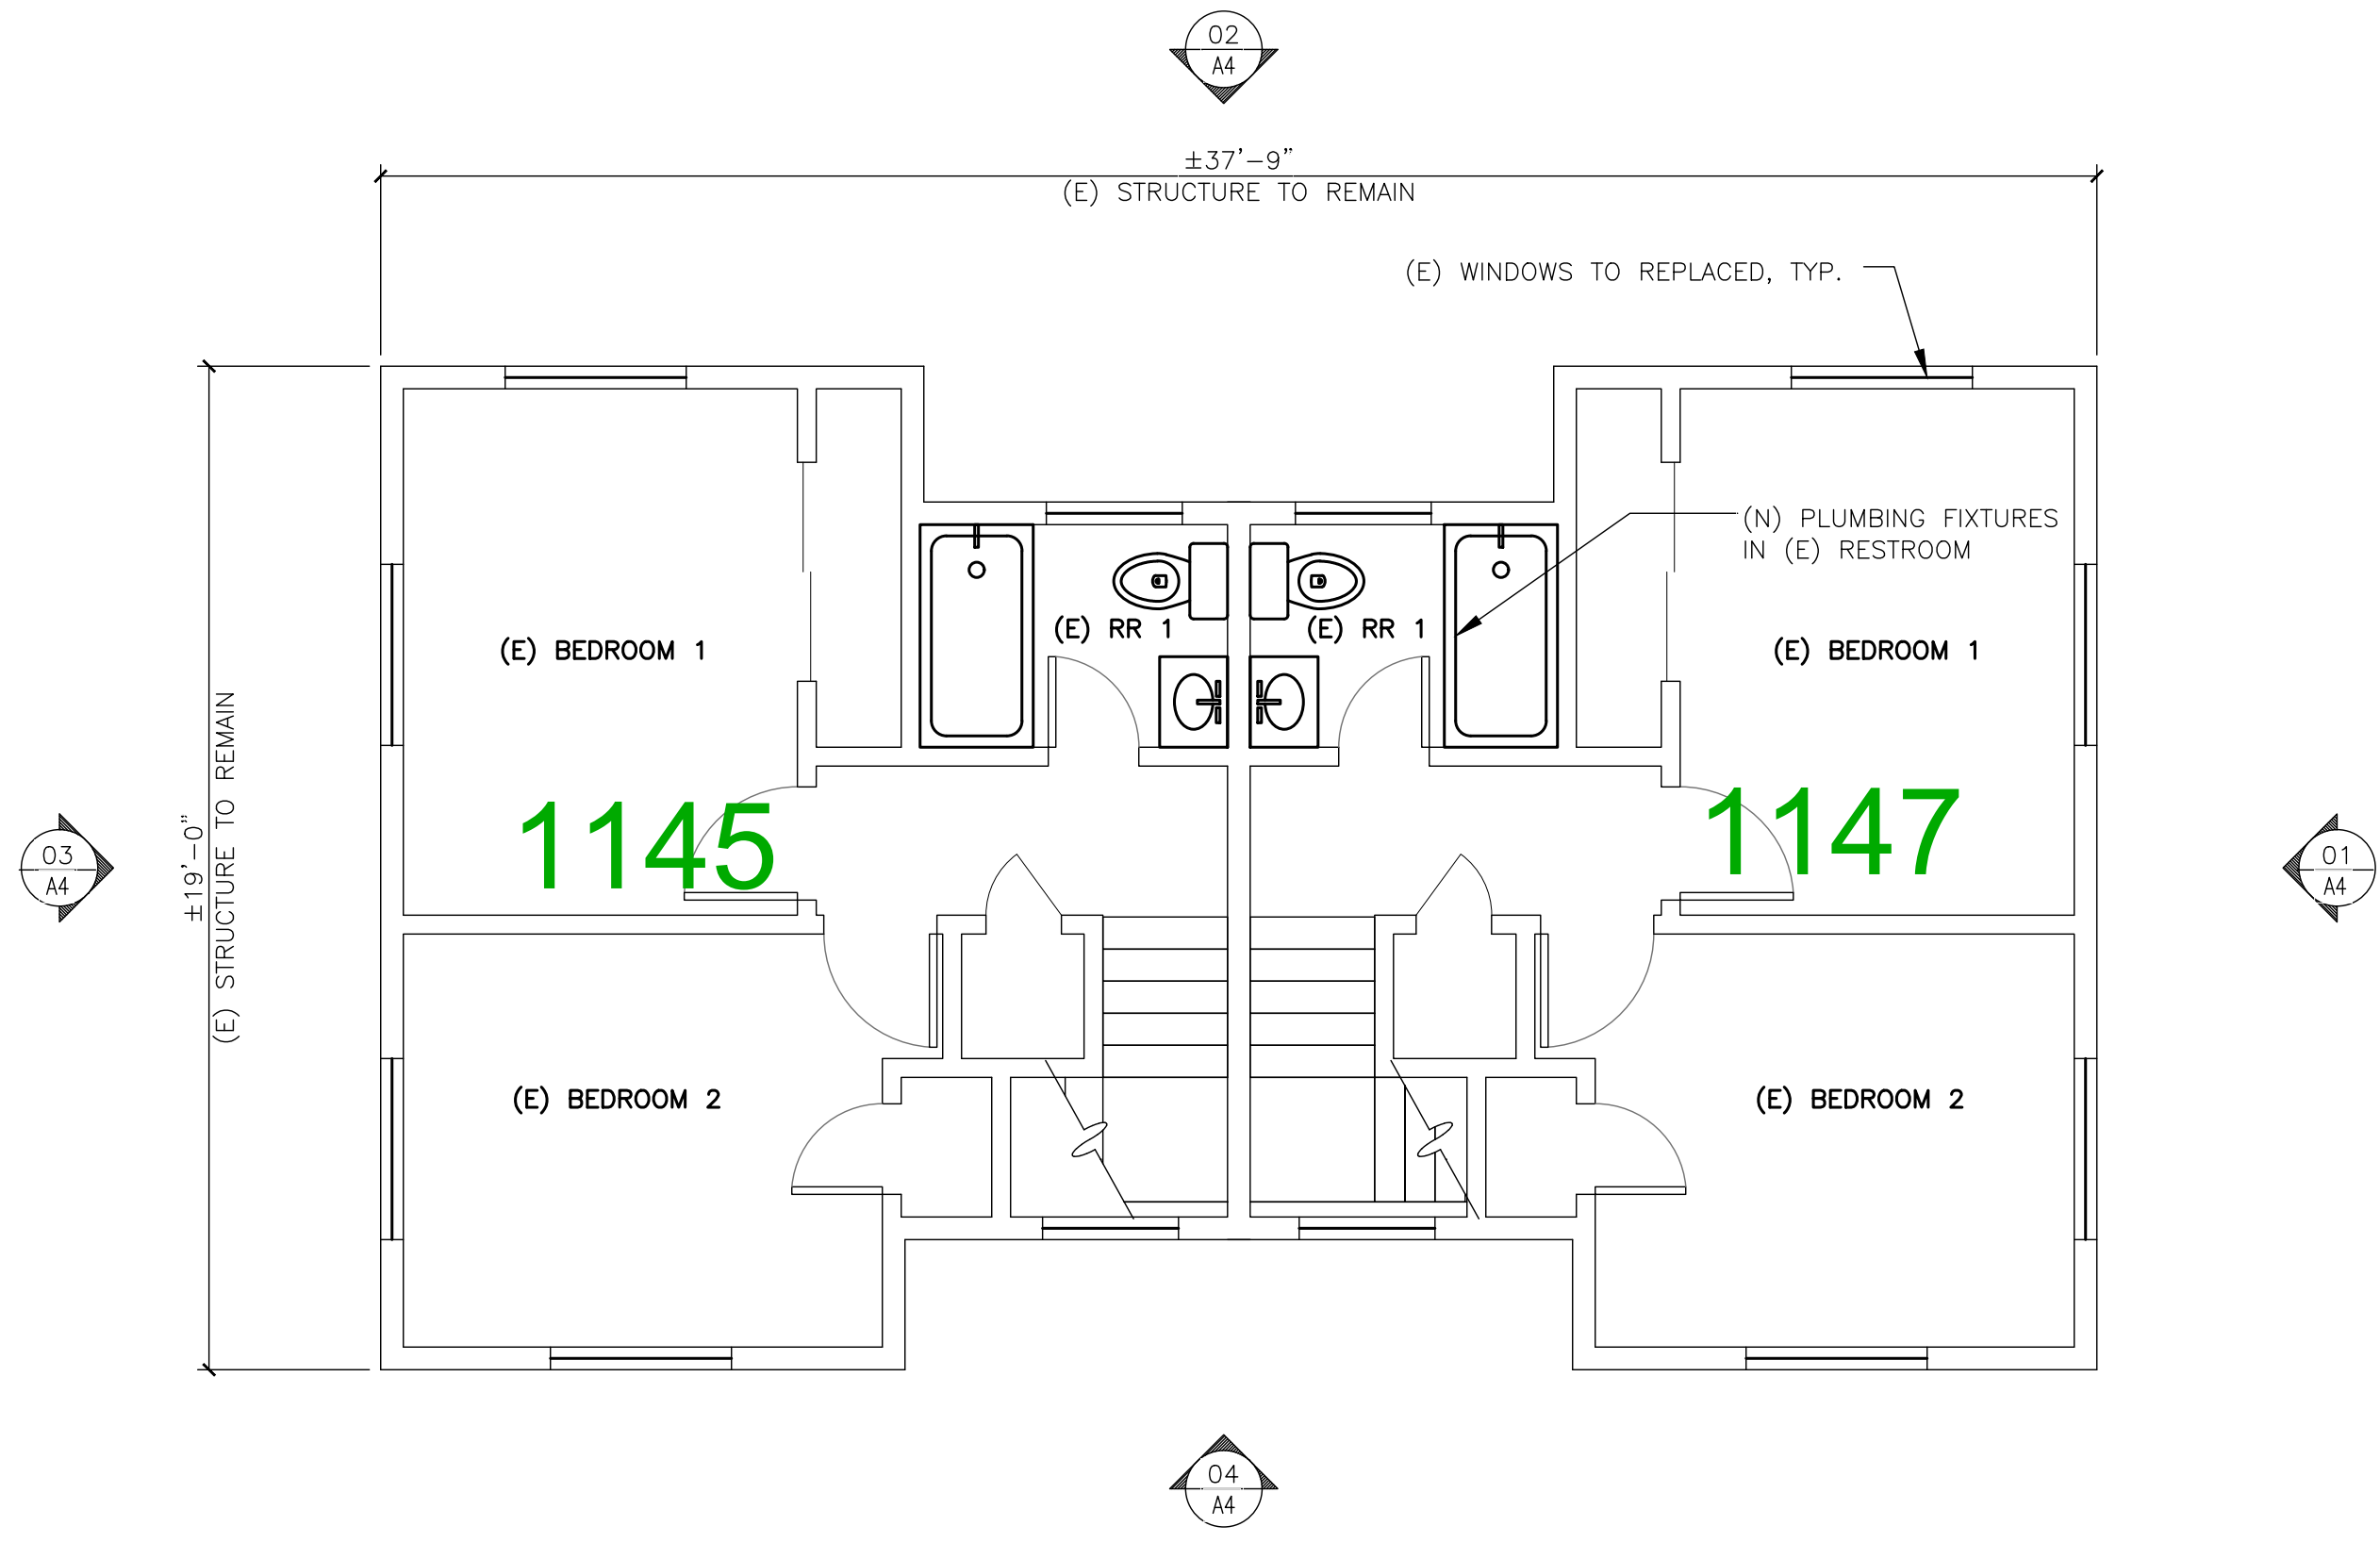 02
A4
±37'-9"
(E) STRUCTURE TO REMAIN
(E) WINDOWS TO REPLACED, TYP.
(N) PLUMBING FIXTURES
IN (E) RESTROOM
(E) RR 1
(E) RR 1
(E) BEDROOM 1
(E) BEDROOM 1
1145
1147
±19'-0"
(E) STRUCTURE TO REMAIN
03
A4
01
A4
(E) BEDROOM 2
(E) BEDROOM 2
04
A4